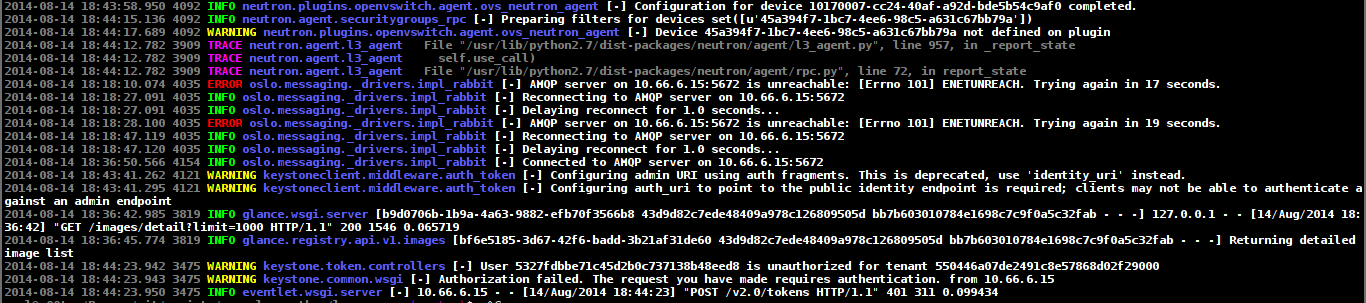 2014-08-14 18:43:58.950 4092 INFO neutron.plugins.openvswitch.agent.ovs_neutron_agent [-] Configuration for device 10170007-cc24-40af-a92d-bde5b54c9af0 completed.
2014-08-14 18:44:15.136 4092 INFO neutron.agent.securitygroups_rpc [-] Preparing filters for devices set([u'45a394f7-1bc7-4ee6-98c5-a631c67bb79a'])
2014-08-14 18:44:17.689 4092 WARNING neutron.plugins.openvswitch.agent.ovs_neutron_agent [-] Device 45a394f7-1bc7-4ee6-98c5-a631c67bb79a not defined on plugin
2014-08-14 18:44:12.782 3909 TRACE neutron.agent.l3_agent   File "/usr/lib/python2.7/dist-packages/neutron/agent/l3_agent.py", line 957, in _report_state
2014-08-14 18:44:12.782 3909 TRACE neutron.agent.l3_agent     self.use_call)
2014-08-14 18:44:12.782 3909 TRACE neutron.agent.l3_agent   File "/usr/lib/python2.7/dist-packages/neutron/agent/rpc.py", line 72, in report_state
2014-08-14 18:18:10.074 4035 ERROR oslo.messaging._drivers.impl_rabbit [-] AMQP server on 10.66.6.15:5672 is unreachable: [Errno 101] ENETUNREACH. Trying again in 17 seconds.
2014-08-14 18:18:27.091 4035 INFO oslo.messaging._drivers.impl_rabbit [-] Reconnecting to AMQP server on 10.66.6.15:5672
2014-08-14 18:18:27.091 4035 INFO oslo.messaging._drivers.impl_rabbit [-] Delaying reconnect for 1.0 seconds...
2014-08-14 18:18:28.100 4035 ERROR oslo.messaging._drivers.impl_rabbit [-] AMQP server on 10.66.6.15:5672 is unreachable: [Errno 101] ENETUNREACH. Trying again in 19 seconds.
2014-08-14 18:18:47.119 4035 INFO oslo.messaging._drivers.impl_rabbit [-] Reconnecting to AMQP server on 10.66.6.15:5672
2014-08-14 18:18:47.120 4035 INFO oslo.messaging._drivers.impl_rabbit [-] Delaying reconnect for 1.0 seconds...
2014-08-14 18:36:50.566 4154 INFO oslo.messaging._drivers.impl_rabbit [-] Connected to AMQP server on 10.66.6.15:5672
2014-08-14 18:43:41.262 4121 WARNING keystoneclient.middleware.auth_token [-] Configuring admin URI using auth fragments. This is deprecated, use 'identity_uri' instead.
2014-08-14 18:43:41.295 4121 WARNING keystoneclient.middleware.auth_token [-] Configuring auth_uri to point to the public identity endpoint is required; clients may not be able to authenticate a
gainst an admin endpoint
2014-08-14 18:36:42.985 3819 INFO glance.wsgi.server [b9d0706b-1b9a-4a63-9882-efb70f3566b8 43d9d82c7ede48409a978c126809505d bb7b603010784e1698c7c9f0a5c32fab - - -] 127.0.0.1 - - [14/Aug/2014 18:
36:42] "GET /images/detail?limit=1000 HTTP/1.1" 200 1546 0.065719
2014-08-14 18:36:45.774 3819 INFO glance.registry.api.v1.images [bf6e5185-3d67-42f6-badd-3b21af31de60 43d9d82c7ede48409a978c126809505d bb7b603010784e1698c7c9f0a5c32fab - - -] Returning detailed
image list
2014-08-14 18:44:23.942 3475 WARNING keystone.token.controllers [-] User 5327fdbbe71c45d2b0c737138b48eed8 is unauthorized for tenant 550446a07de2491c8e57868d02f29000
2014-08-14 18:44:23.943 3475 WARNING keystone.common.wsgi [-] Authorization failed. The request you have made requires authentication. from 10.66.6.15
2014-08-14 18:44:23.950 3475 INFO eventlet.wsgi.server [-] 10.66.6.15 - - [14/Aug/2014 18:44:23] "POST /v2.0/tokens HTTP/1.1" 401 311 0.099434